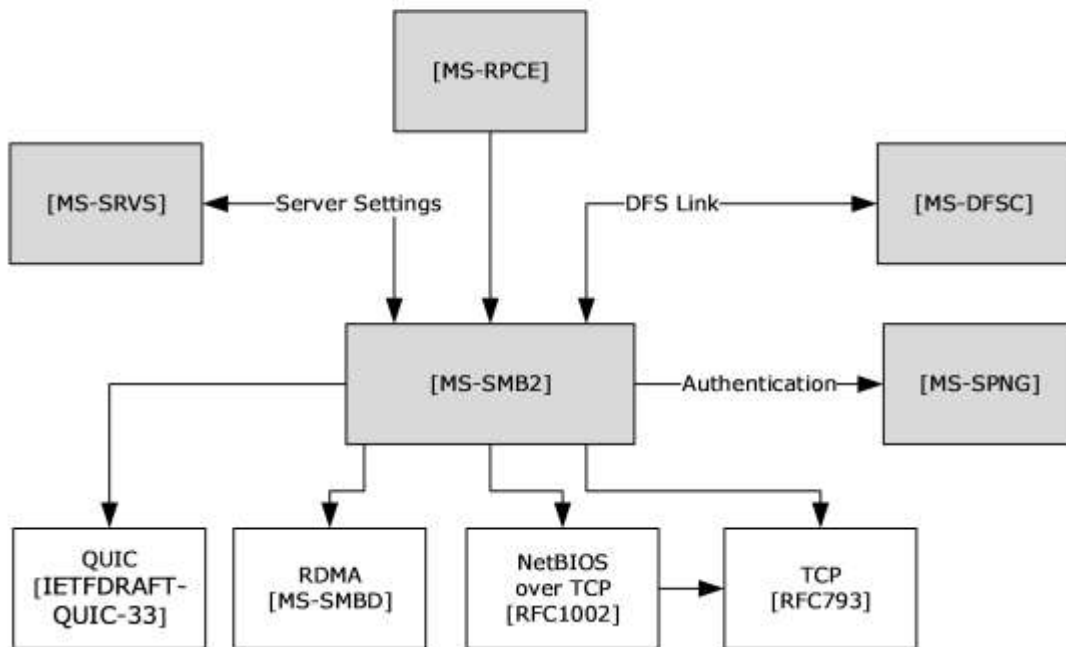 [MS-RPCE]
[MS-SRVS]
Server Settings
DFS Link
[MS-DFSC]
[MS-SMB2]
Authentication
[MS-SPNG]
QUIC
[IETFDRAFT-
QUIC-33]
RDMA
[MS-SMBD]
NetBIOS
over TCP
[RFC1002]
TCP
[RFC793]